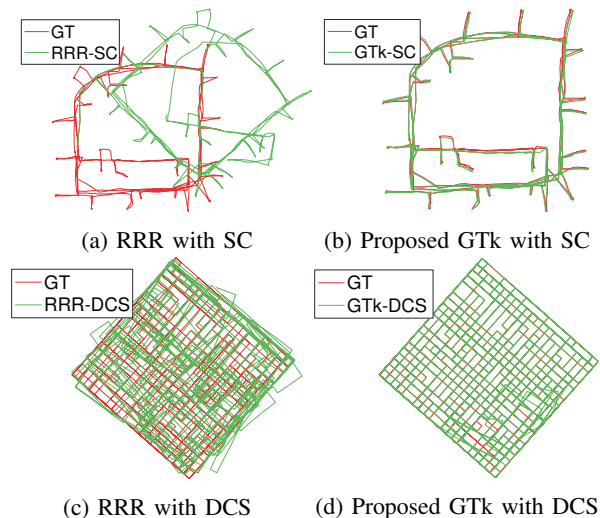 GT
RRR-SC
GT
GTk-SC
(a) RRR with SC
(b) Proposed GTk with SC
GT
RRR-DCS
GT
GTk-DCS
(c) RRR with DCS
(d) Proposed GTk with DCS